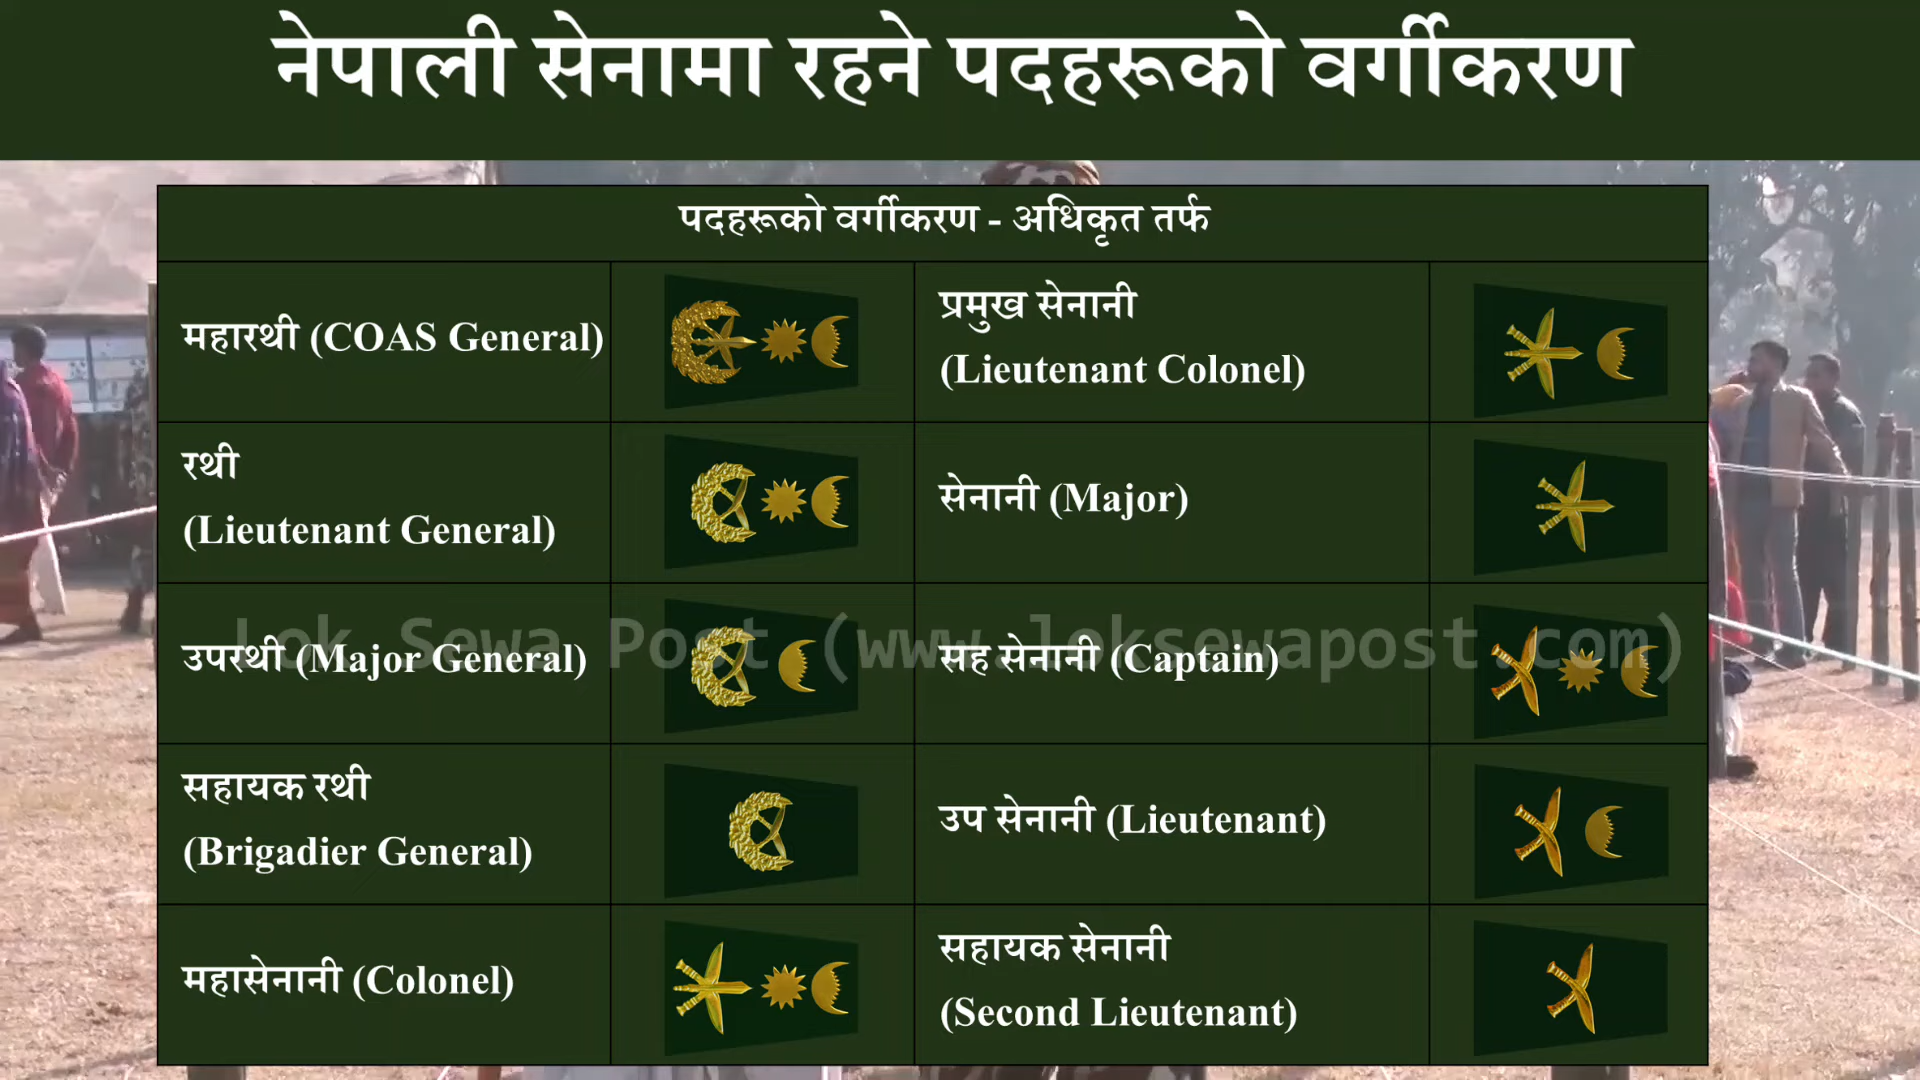 नेपाली सेनामा रहने पदहरूको वर्गीकरण
पदहरूको वर्गीकरण - अधिकृत तर्फ
महारथी (COAS General)
प्रमुख सेनानी
(Lieutenant Colonel)
रथी
(Lieutenant General)
सेनानी (Major)
उपरथी (Major General)
सह सेनानी (Captain)
Lok Sewa Post (www.loksewapost.com)
सहायक रथी
(Brigadier General)
उप सेनानी (Lieutenant)
महासेनानी (Colonel)
सहायक सेनानी
(Second Lieutenant)